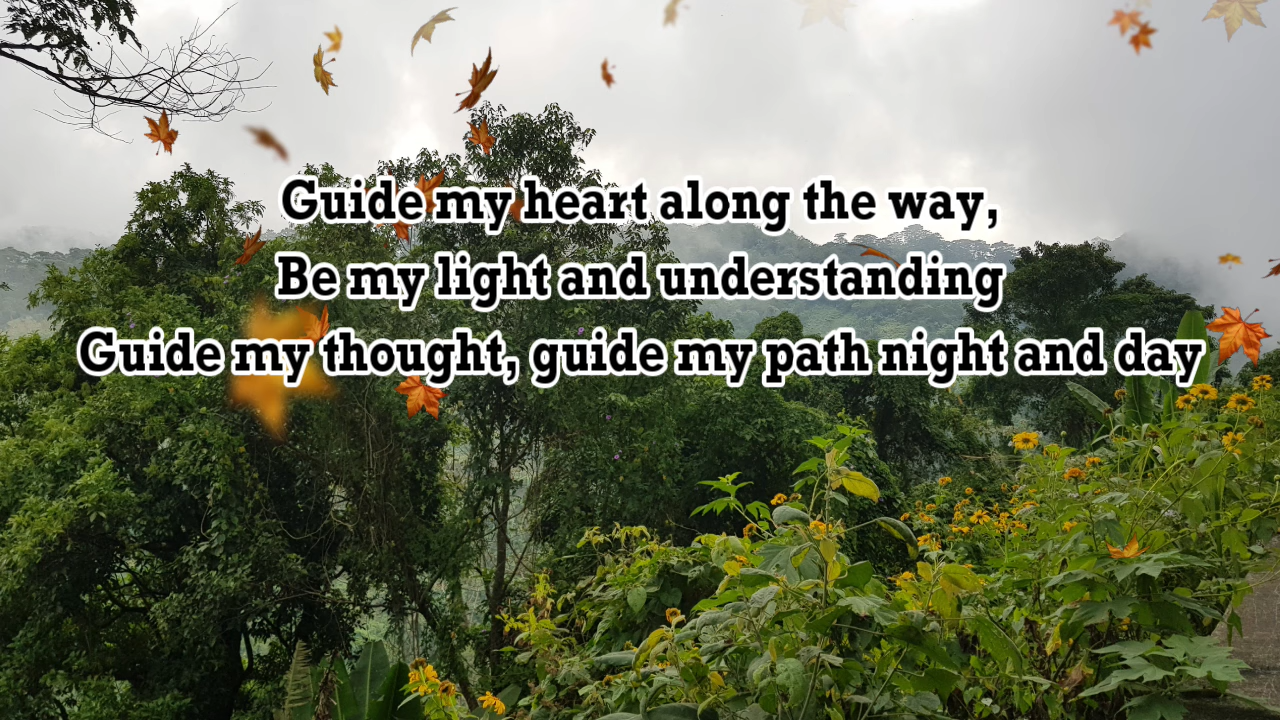 Guide my heart along the way,
Be my light and understanding
Guide my thought, guide my path night and day